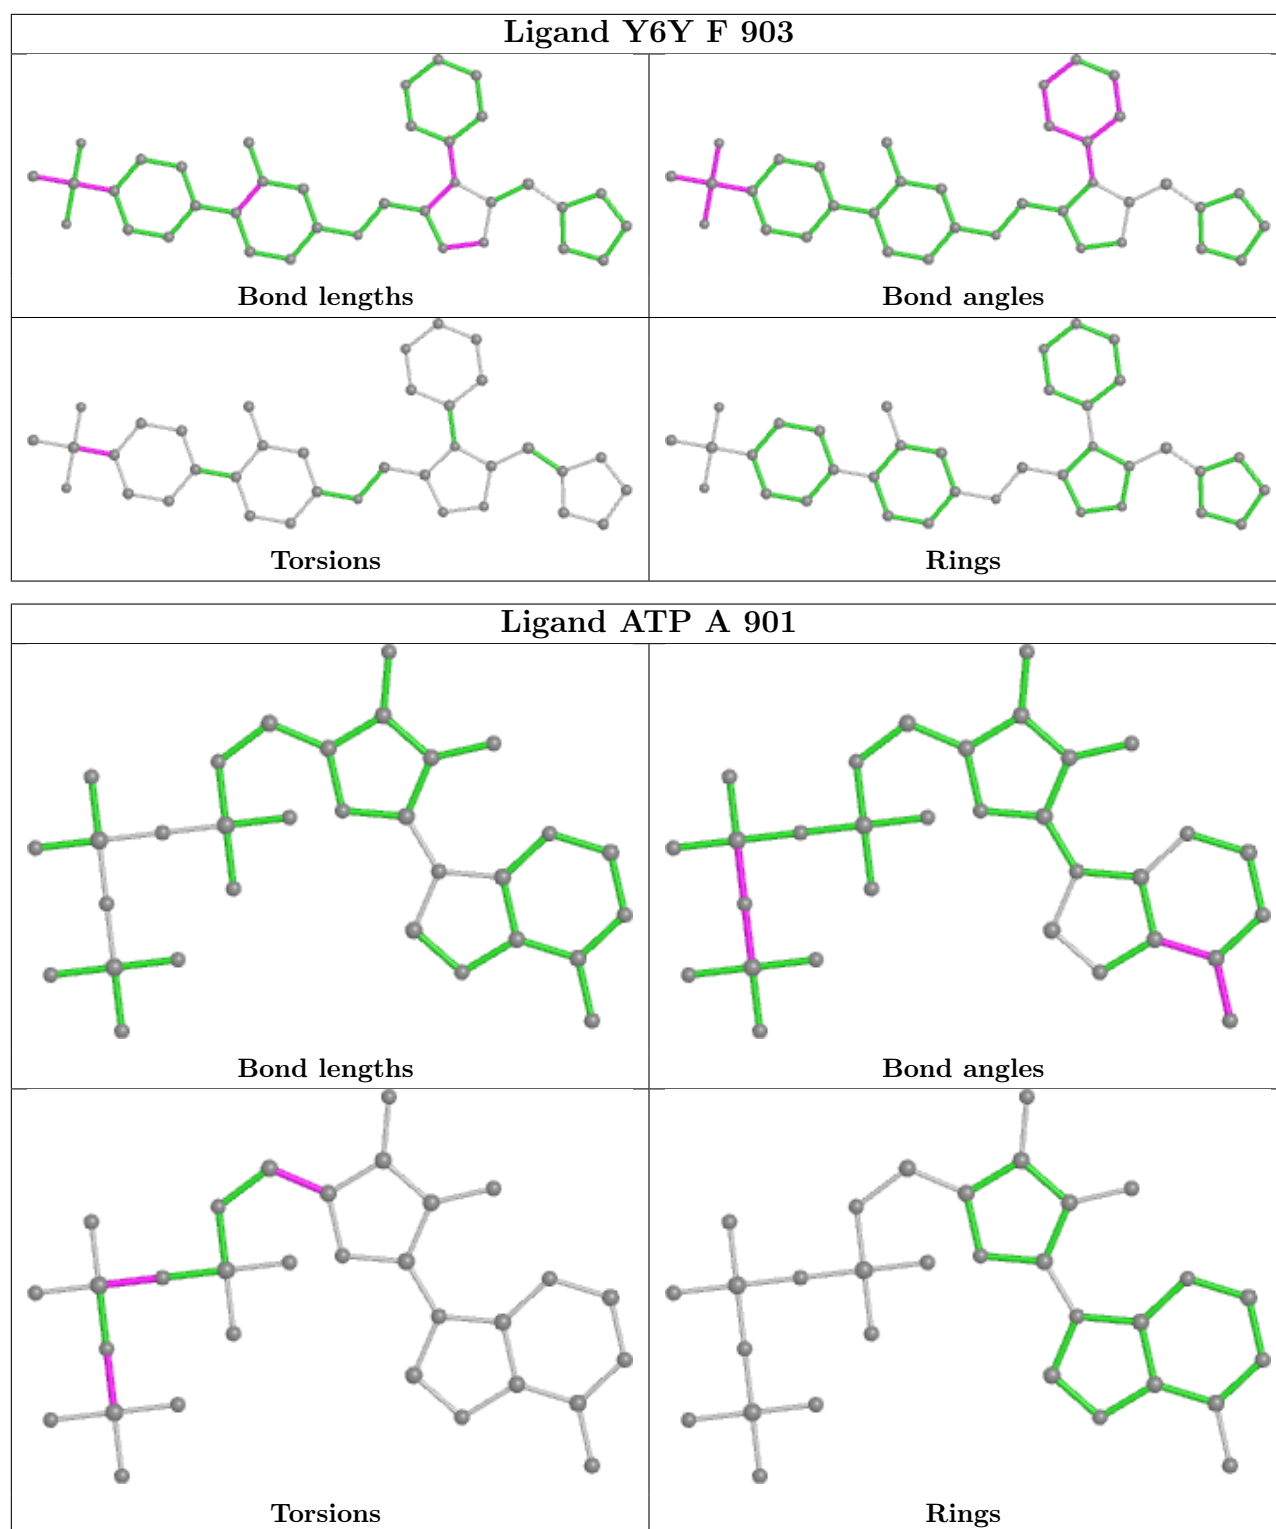 Ligand Y6Y F 903
Bond lengths
Bond angles
Torsions
Rings
Ligand ATP A 901
Bond lengths
Bond angles
Torsions
Rings